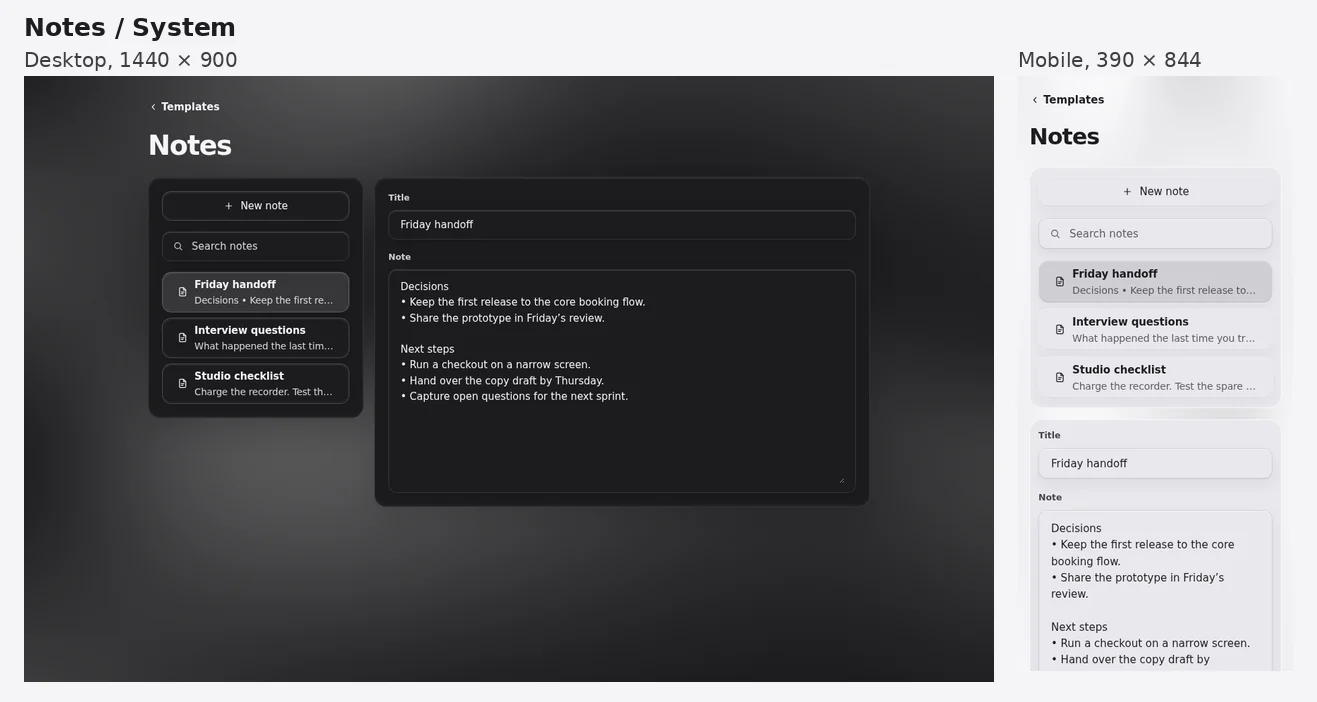 Notes / System
Desktop, 1440 × 900
‹ Templates
Notes
+ New note
Search notes
Friday handoff
Decisions • Keep the first re...
Interview questions
What happened the last tim...
Studio checklist
Charge the recorder. Test th...
Title
Friday handoff
Note
Decisions
• Keep the first release to the core booking flow.
• Share the prototype in Friday’s review.
Next steps
• Run a checkout on a narrow screen.
• Hand over the copy draft by Thursday.
• Capture open questions for the next sprint.
Mobile, 390 × 844
‹ Templates
Notes
+ New note
Search notes
Friday handoff
Decisions • Keep the first release to...
Interview questions
What happened the last time you tr...
Studio checklist
Charge the recorder. Test the spare ...
Title
Friday handoff
Note
Decisions
• Keep the first release to the core
booking flow.
• Share the prototype in Friday’s
review.
Next steps
• Run a checkout on a narrow screen.
• Hand over the copy draft by